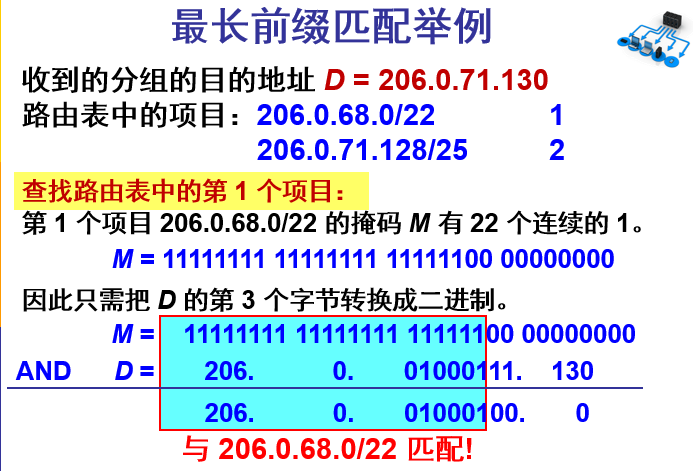 最长前缀匹配举例
收到的分组的目的地址 D = 206.0.71.130
路由表中的项目：206.0.68.0/22 1
206.0.71.128/25 2
查找路由表中的第 1 个项目：
第 1 个项目 206.0.68.0/22 的掩码 M 有 22 个连续的 1。
M = 11111111 11111111 11111100 00000000
因此只需把 D 的第 3 个字节转换成二进制。
M = 11111111 11111111 11111100 00000000
AND D = 206. 0. 01000111. 130
206. 0. 01000100. 0
与 206.0.68.0/22 匹配!